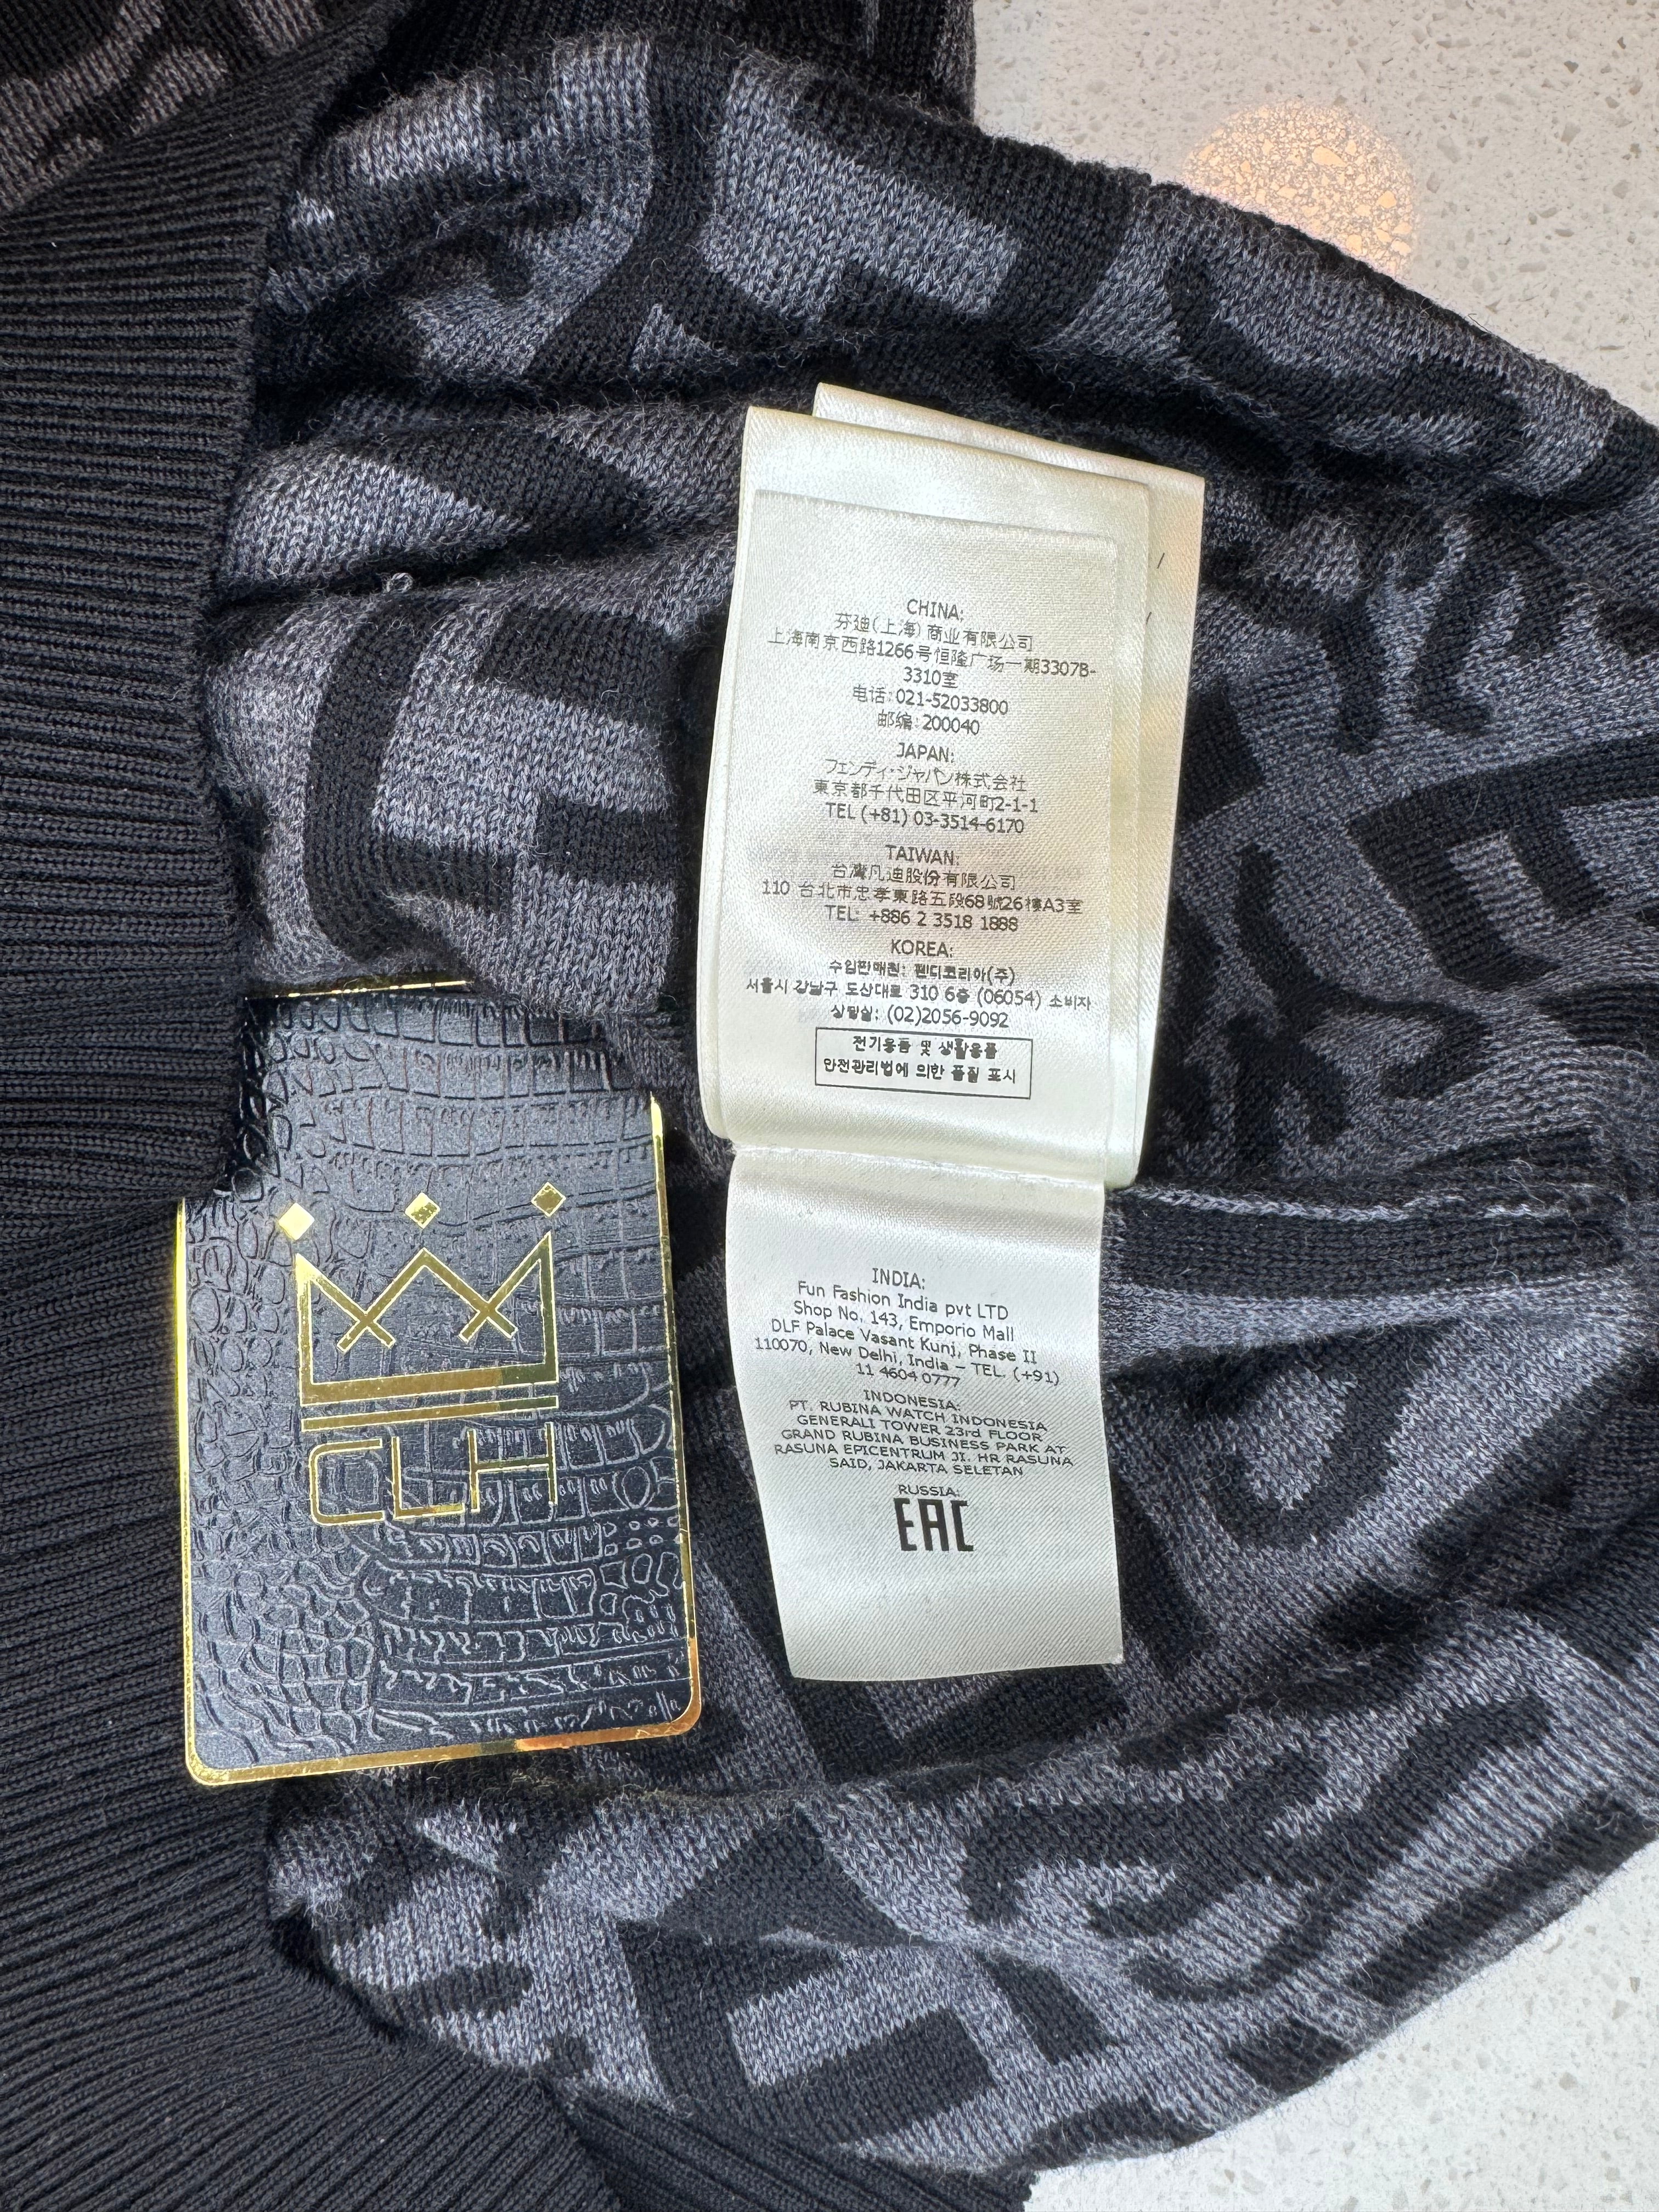 CHINA:
芬迪(上海)商业有限公司
上海南京西路1266号恒隆广场一期3307B-
3310室
电话:021-52033800
邮编:200040
JAPAN:
フェンディ・ジャパン株式会社
東京都千代田区平河町2-1-1
TEL (+81) 03-3514-6170
TAIWAN:
台灣凡迪股份有限公司
110 台北市忠孝東路五段68號26樓A3室
TEL: +886 2 3518 1888
KOREA:
수입판매원: 펜디코리아(주)
서울시 강남구 도산대로 310 6층 (06054) 소비자
상담실: (02)2056-9092
전기용품 및 생활용품
안전관리법에 의한 품질 표시
INDIA:
Fun Fashion India pvt LTD
Shop No. 143, Emporio Mall
DLF Palace Vasant Kunj, Phase II
110070, New Delhi, India – TEL. (+91)
11 4604 0777
INDONESIA:
PT. RUBINA WATCH INDONESIA
GENERALI TOWER 23rd FLOOR
GRAND RUBINA BUSINESS PARK AT
RASUNA EPICENTRUM JI. HR RASUNA
SAID, JAKARTA SELETAN
RUSSIA:
EAC